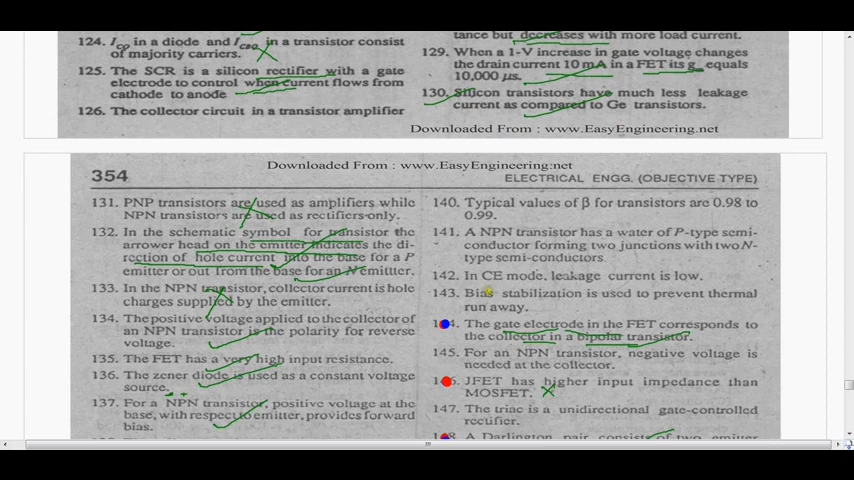 124. I_CO in a diode and I_CEO in a transistor consist
of majority carriers.
125. The SCR is a silicon rectifier with a gate
electrode to control when current flows from
cathode to anode
126. The collector circuit in a transistor amplifier
tance but decreases with more load current.
129. When a 1-V increase in gate voltage changes
the drain current 10 mA in a FET its g equals
10,000 μs.
130. Silicon transistors have much less leakage
current as compared to Ge transistors.
Downloaded From : www.EasyEngineering.net
Downloaded From : www.EasyEngineering.net
354
ELECTRICAL ENGG. (OBJECTIVE TYPE)
131. PNP transistors are used as amplifiers while
NPN transistors are used as rectifiers only.
132. In the schematic symbol for transistor the
arrower head on the emitter indicates the di-
rection of hole current into the base for a P
emitter or out from the base for an N emitter.
133. In the NPN transistor, collector current is hole
charges supplied by the emitter.
134. The positive voltage applied to the collector of
an NPN transistor is the polarity for reverse
voltage.
135. The FET has a very high input resistance.
136. The zener diode is used as a constant voltage
source.
137. For a NPN transistor, positive voltage at the
base, with respect to emitter, provides forward
bias.
140. Typical values of β for transistors are 0.98 to
0.99.
141. A NPN transistor has a water of P-type semi-
conductor forming two junctions with two N-
type semi-conductors
142. In CE mode, leakage current is low.
143. Bias stabilization is used to prevent thermal
run away.
The gate electrode in the FET corresponds to
the collector in a bipolar transistor.
145. For an NPN transistor, negative voltage is
needed at the collector.
JFET has higher input impedance than
MOSFET.
147. The triac is a unidirectional gate-controlled
rectifier.
A Darlington pair consists of two emitter